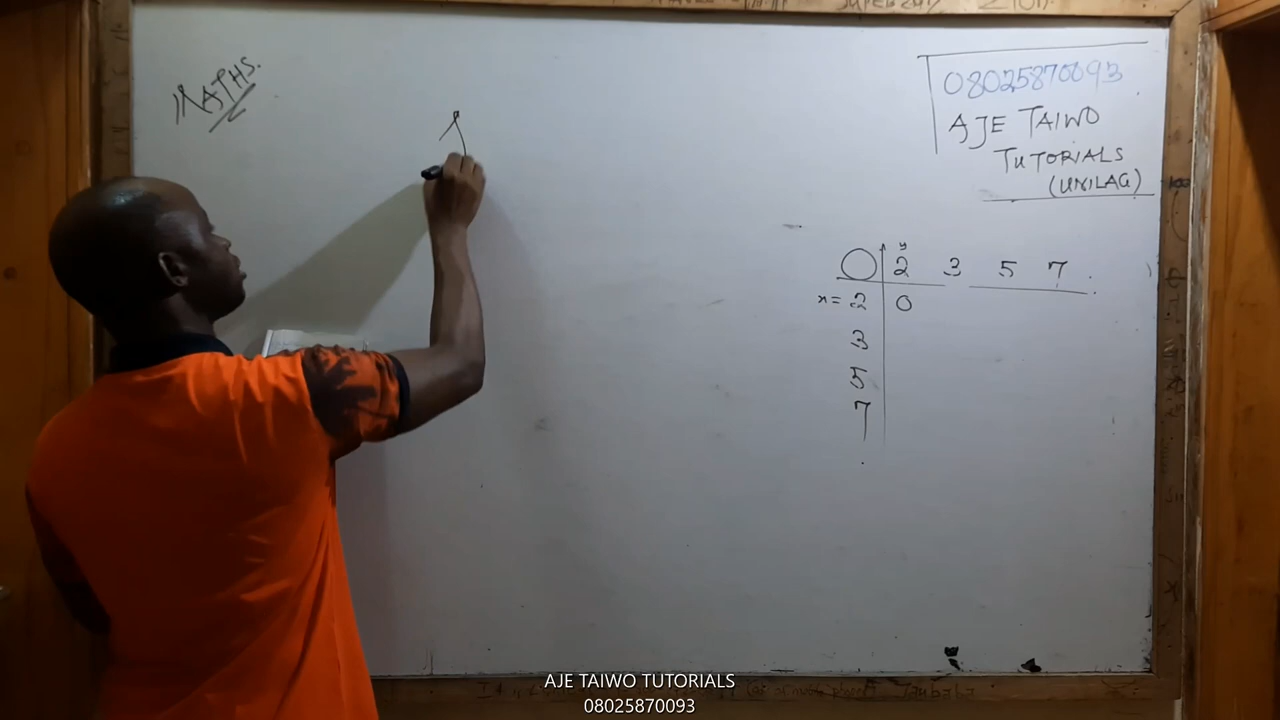 MATHS.
08025870093
AJE TAIWO
TUTORIALS
(UNILAG)
y
O 2 3 5 7 .
x = 2 0
3
5
7
.
AJE TAIWO TUTORIALS
08025870093